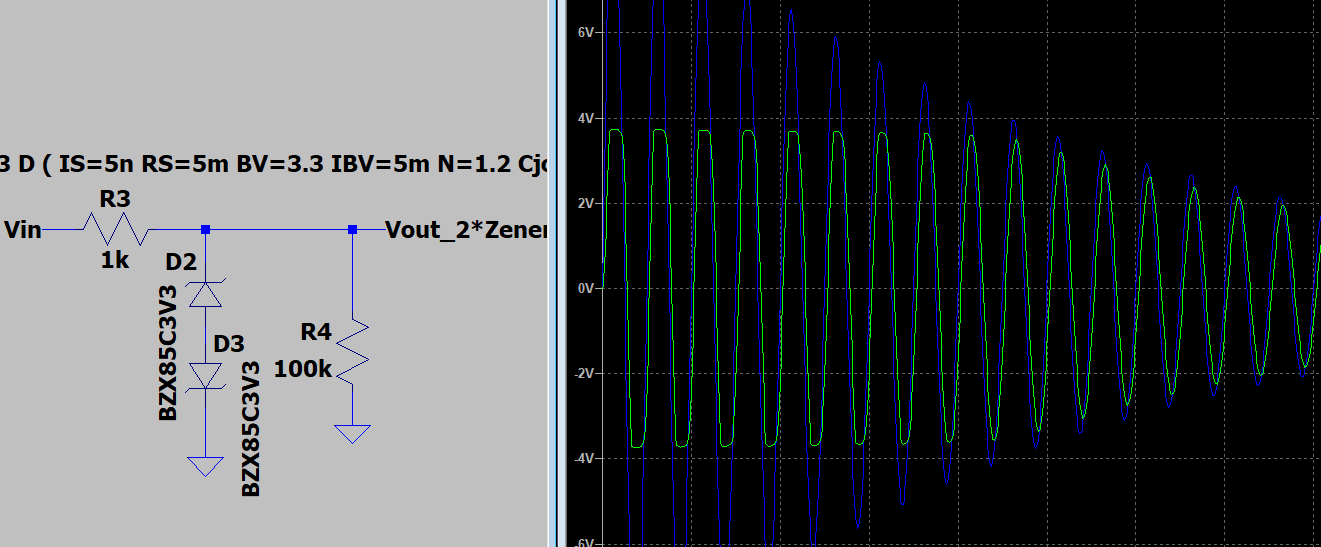 3 D ( IS=5n RS=5m BV=3.3 IBV=5m N=1.2 Cjo
R3
Vin
1k
Vout_2*Zener
D2
BZX85C3V3
D3
BZX85C3V3
R4
100k
6V
4V
2V
0V
-2V
-4V
-6V